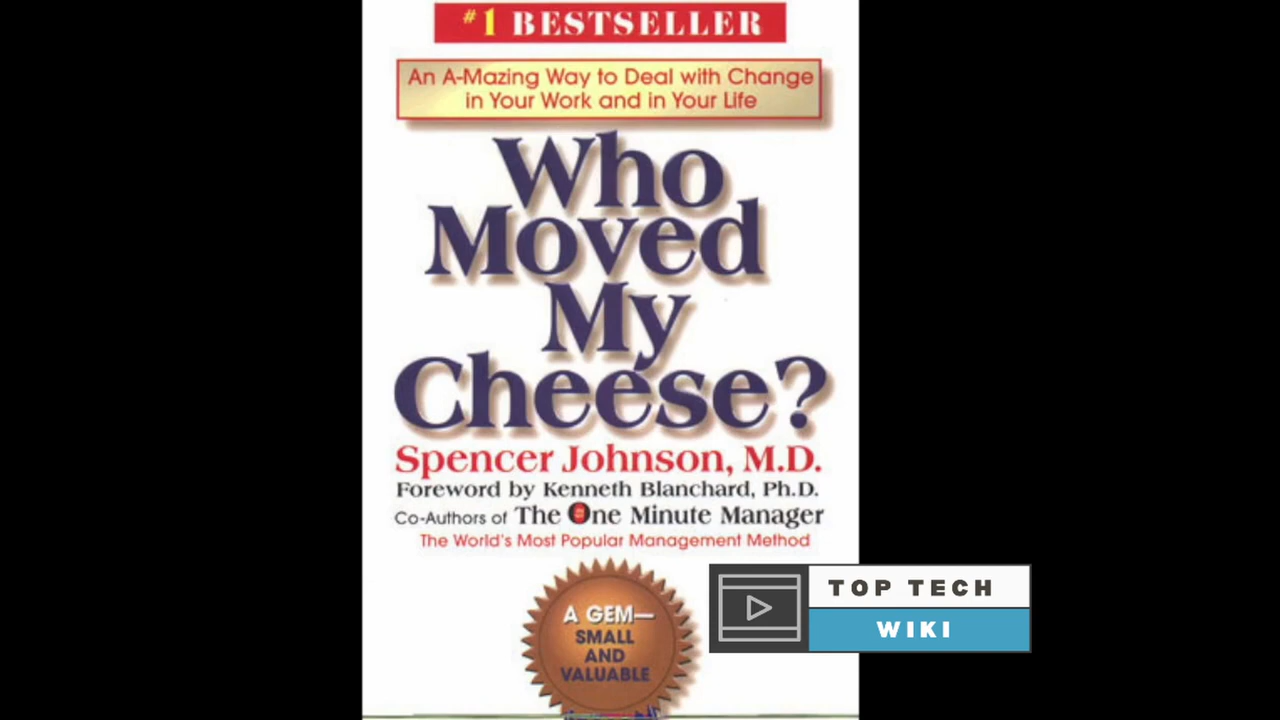 #1 BESTSELLER
An A-Mazing Way to Deal with Change
in Your Work and in Your Life
Who
Moved
My
Cheese?
Spencer Johnson, M.D.
Foreword by Kenneth Blanchard, Ph.D.
Co-Authors of The One Minute Manager
The World's Most Popular Management Method
A GEM—
SMALL
AND
VALUABLE
TOP TECH
WIKI